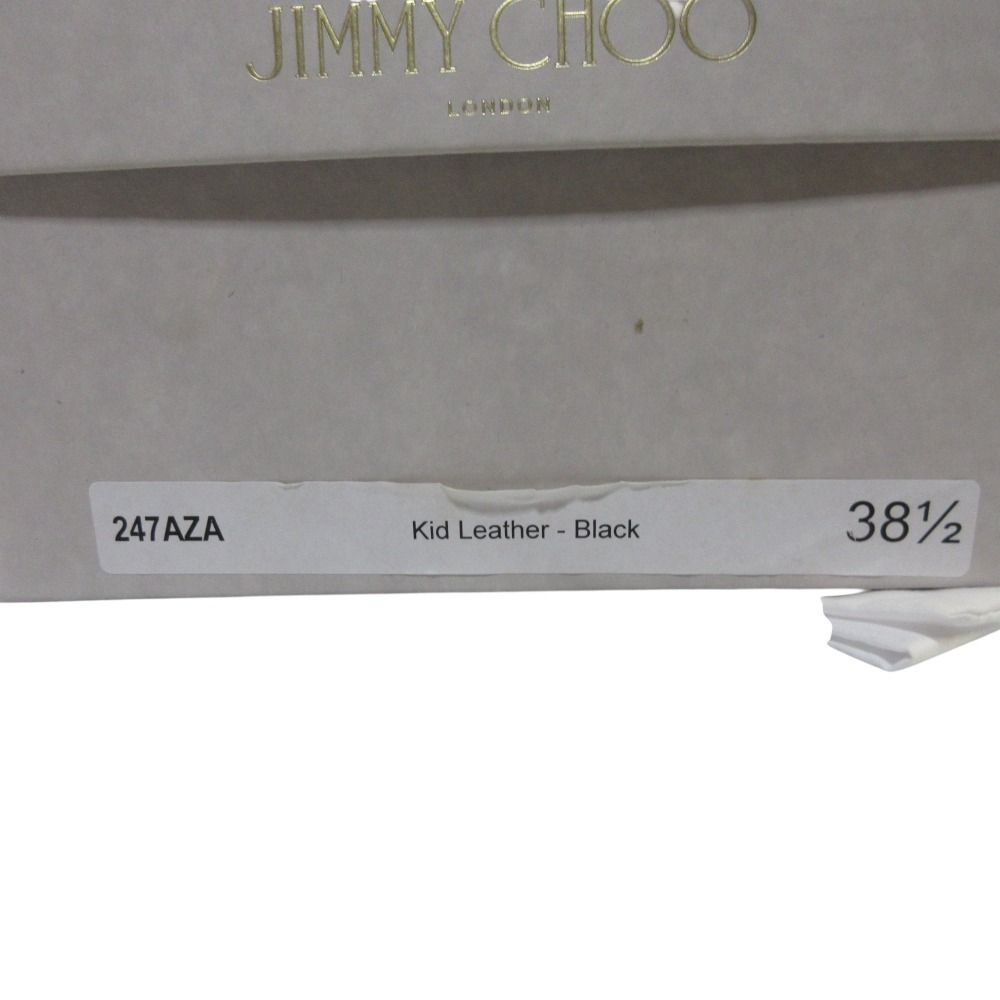 JIMMY CHOO
LONDON
247AZA Kid Leather - Black 38½